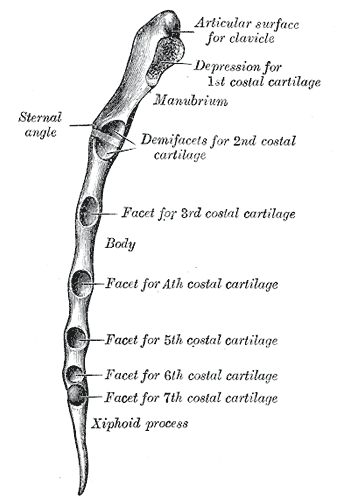 Articular surface
for clavicle
Depression for
1st costal cartilage
Manubrium
Sternal
angle
Demifacets for 2nd costal
cartilage
Facet for 3rd costal cartilage
Body
Facet for 4th costal cartilage
Facet for 5th costal cartilage
Facet for 6th costal cartilage
Facet for 7th costal cartilage
Xiphoid process